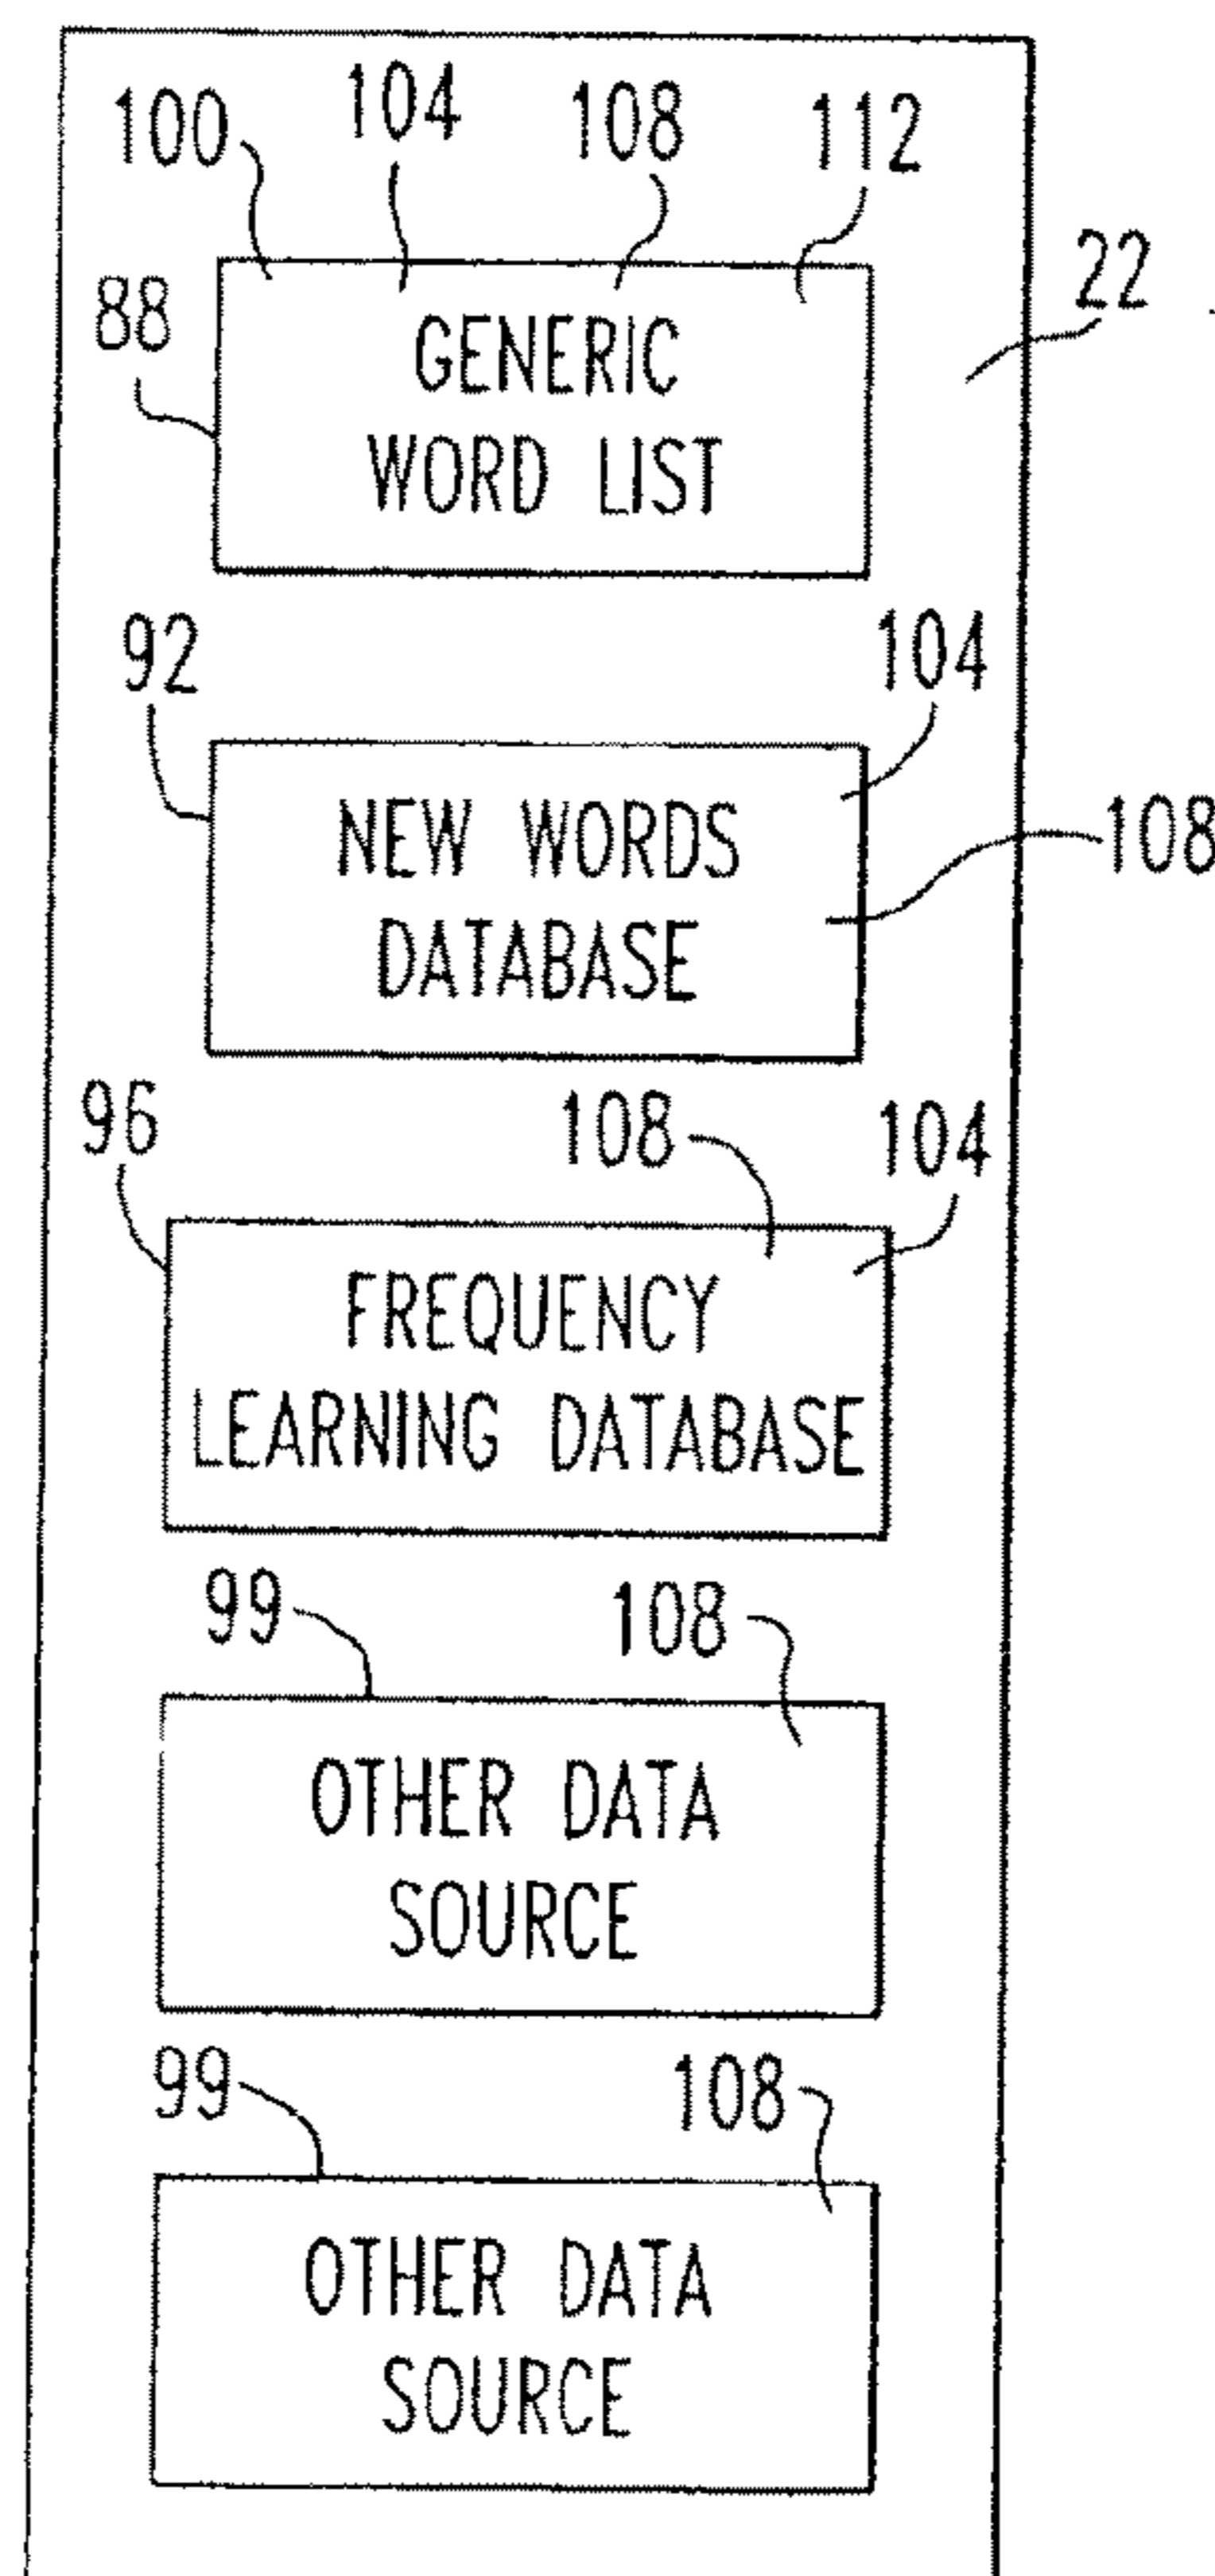 100 104 108 112
22
88
GENERIC
WORD LIST
92
104
NEW WORDS
108
DATABASE
96
108
104
FREQUENCY
LEARNING DATABASE
99
108
OTHER DATA
SOURCE
99
108
OTHER DATA
SOURCE